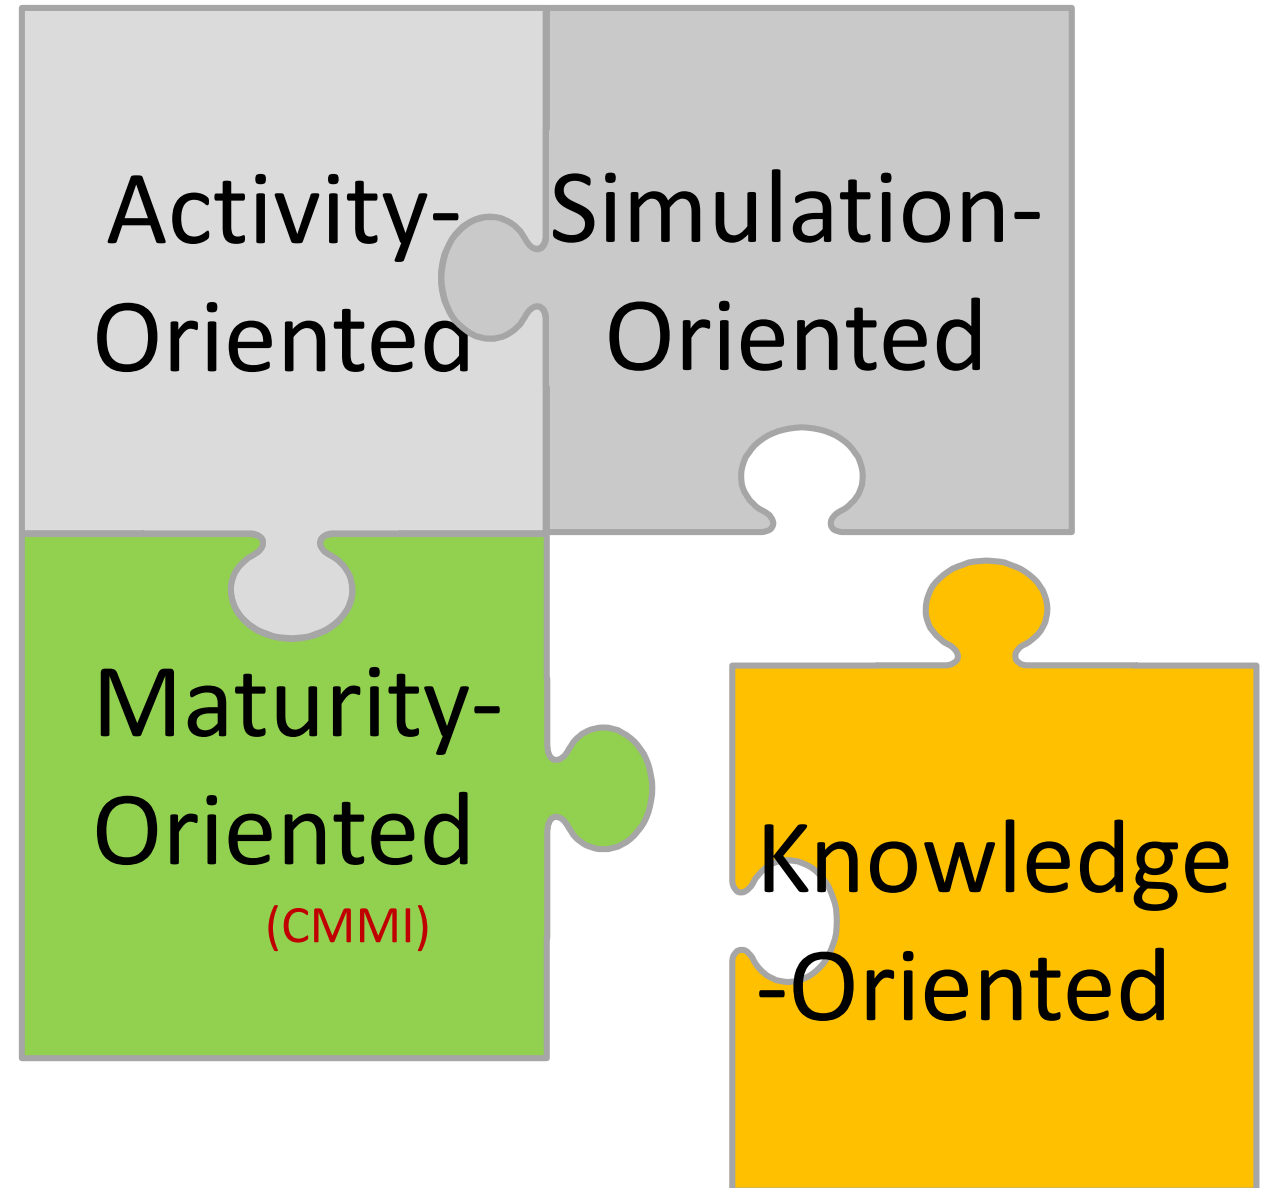 Activity-
Oriented
Simulation-
Oriented
Maturity-
Oriented
(CMMI)
Knowledge
-Oriented